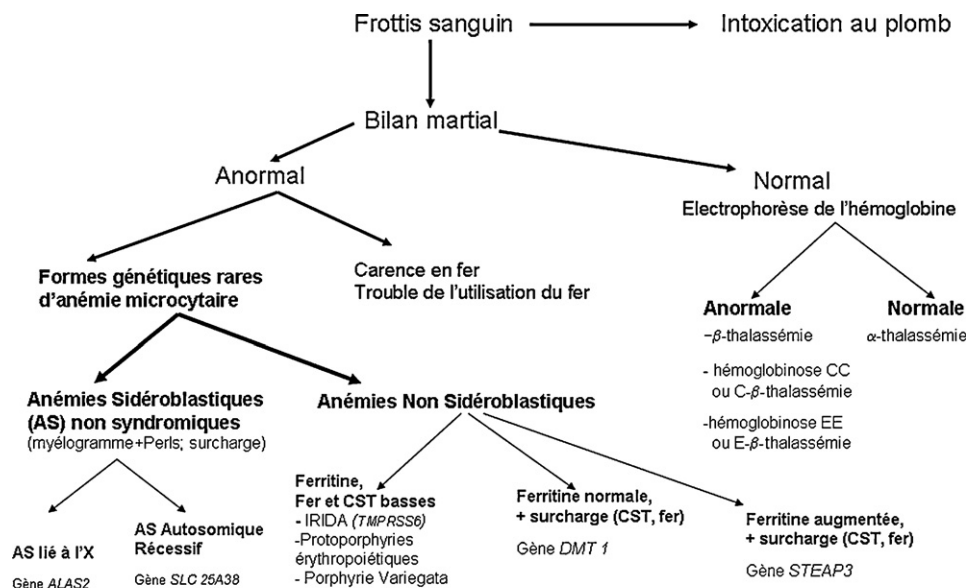 Frottis sanguin
Intoxication au plomb
Bilan martial
Anormal
Normal
Electrophorèse de l'hémoglobine
Formes génétiques rares
d'anémie microcytaire
Carence en fer
Trouble de l'utilisation du fer
Anormale
–β-thalassémie
- hémoglobinose CC
ou C-β-thalassémie
-hémoglobinose EE
ou E-β-thalassémie
Normale
α-thalassémie
Anémies Sidéroblastiques
(AS) non syndromiques
(myélogramme+Perls; surcharge)
Anémies Non Sidéroblastiques
AS lié à l'X
Gène ALAS2
AS Autosomique
Récessif
Gène SLC 25A38
Ferritine,
Fer et CST basses
- IRIDA (TMPRSS6)
-Protoporphyries
érythropoiétiques
- Porphyrie Variegata
Ferritine normale,
+ surcharge (CST, fer)
Gène DMT 1
Ferritine augmentée,
+ surcharge (CST, fer)
Gène STEAP3